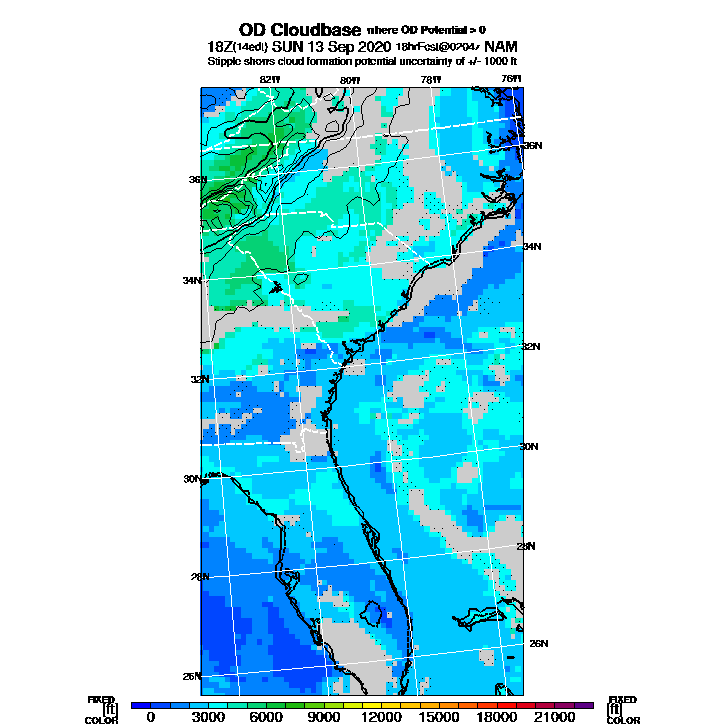 OD Cloudbase where OD Potential > 0
18Z(14edt) SUN 13 Sep 2020 18hrFcst@0204z NAM
Stipple shows cloud formation potential uncertainty of +/- 1000 ft
82W 80W 78W 76W
36N
36N
34N
34N
32N
32N
30N
30N
28N
28N
26N
26N
FIXED FIXED
[ft] [ft]
COLOR COLOR
0 3000 6000 9000 12000 15000 18000 21000